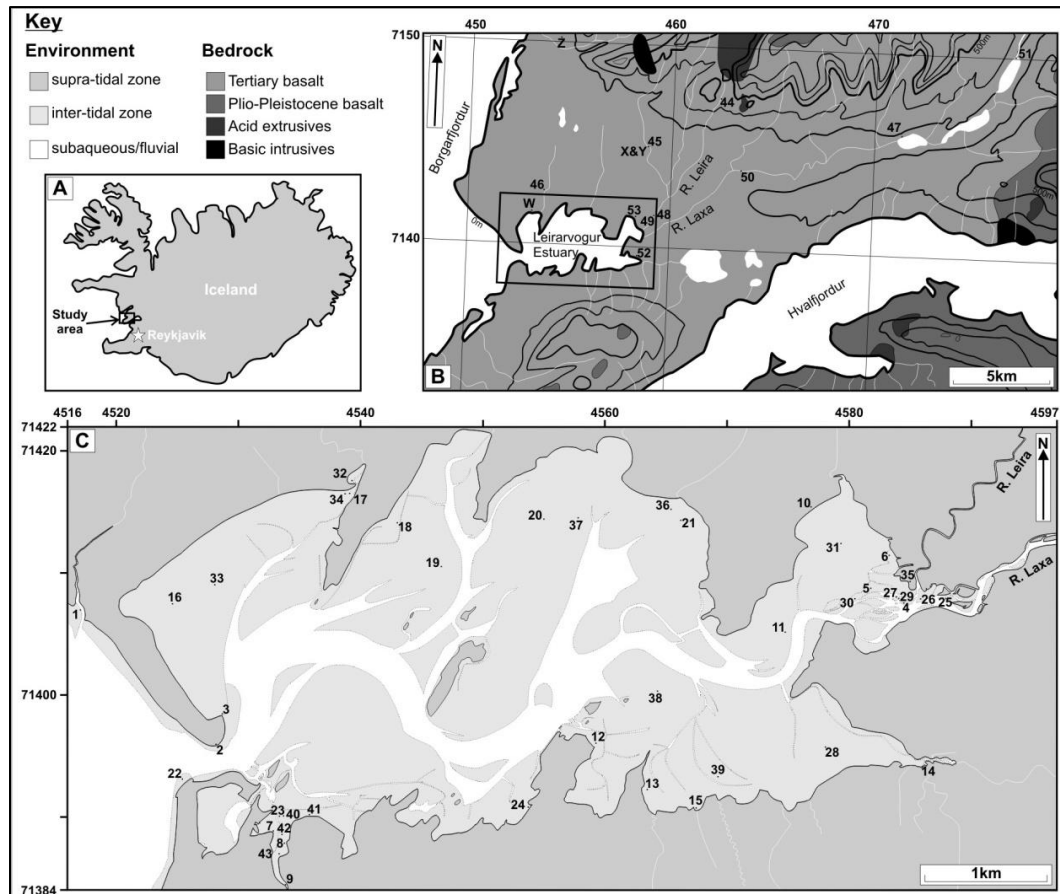 Key
Environment
supra-tidal zone
inter-tidal zone
subaqueous/fluvial
Bedrock
Tertiary basalt
Plio-Pleistocene basalt
Acid extrusives
Basic intrusives
A
Iceland
Study
area
Reykjavik
450 460 470
7150
7140
N
Z
51
500m
D
44
47
Borgarfjordur
X&Y 45
R. Leira
50
46
W
53 48
49
R. Laxa
0m
Leirarvogur
Estuary
52
500m
Hvalfjordur
B
5km
4516 4520 4540 4560 4580 4597
71422
71420
71400
71384
C
N
32
34 17
18
20 37
36
21
10
R. Leira
31
6
R. Laxa
19
33
16
1
35
5
27 29 26 25
30
4
11
3
2
38
12
28
22
39
14
13
15
24
23 40 41
7 42
8
43
9
1km